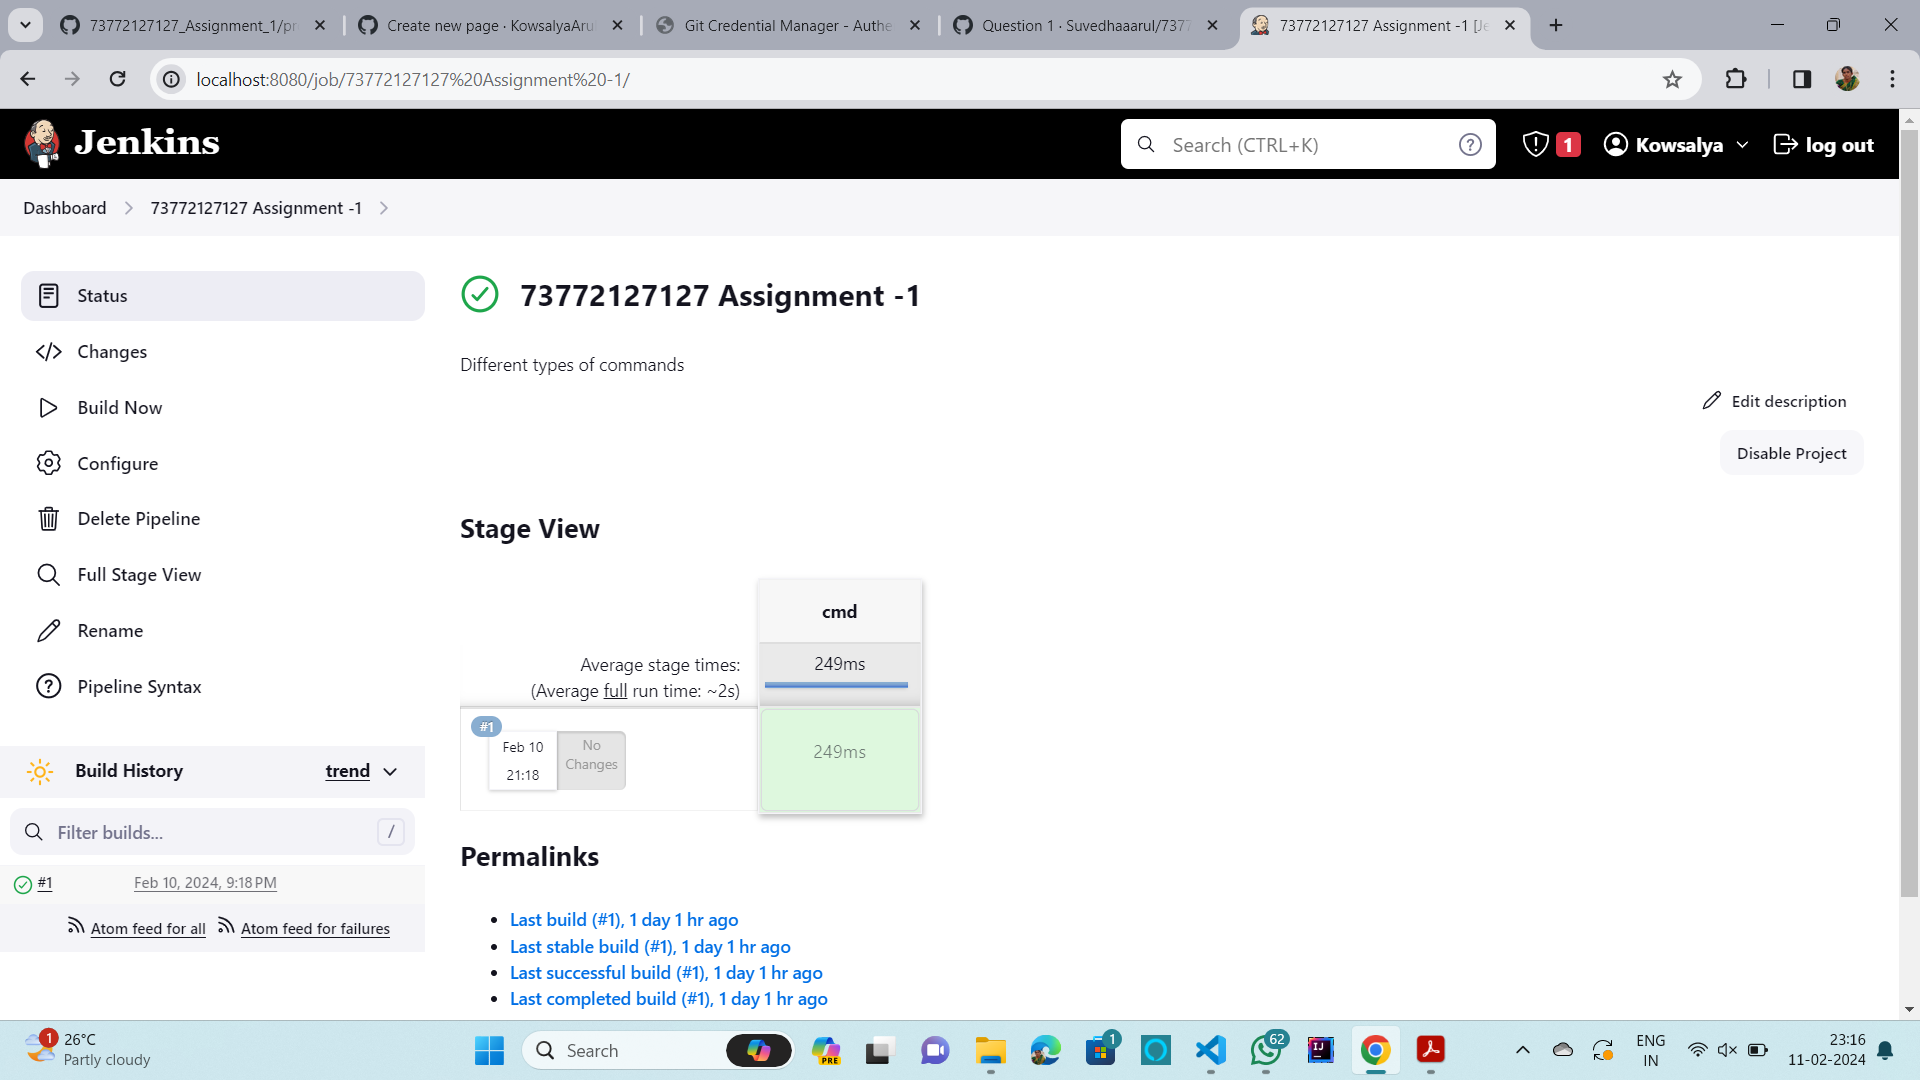 73772127127_Assignment_1/pr
Create new page · KowsalyaAru
Git Credential Manager - Authe
Question 1 · Suvedhaaarul/7377
73772127127 Assignment -1 [Je
localhost:8080/job/73772127127%20Assignment%20-1/
Jenkins
Search (CTRL+K)
?
1
Kowsalya
log out
Dashboard
73772127127 Assignment -1
Status
Changes
Build Now
Configure
Delete Pipeline
Full Stage View
Rename
Pipeline Syntax
73772127127 Assignment -1
Different types of commands
Edit description
Disable Project
Stage View
cmd
Average stage times:
249ms
(Average full run time: ~2s)
#1
Feb 10
21:18
No
Changes
249ms
Build History
trend
Filter builds...
/
#1
Feb 10, 2024, 9:18 PM
Atom feed for all
Atom feed for failures
Permalinks
Last build (#1), 1 day 1 hr ago
Last stable build (#1), 1 day 1 hr ago
Last successful build (#1), 1 day 1 hr ago
Last completed build (#1), 1 day 1 hr ago
1
26°C
Partly cloudy
Search
PRE
1
62
IJ
ENG
IN
23:16
11-02-2024